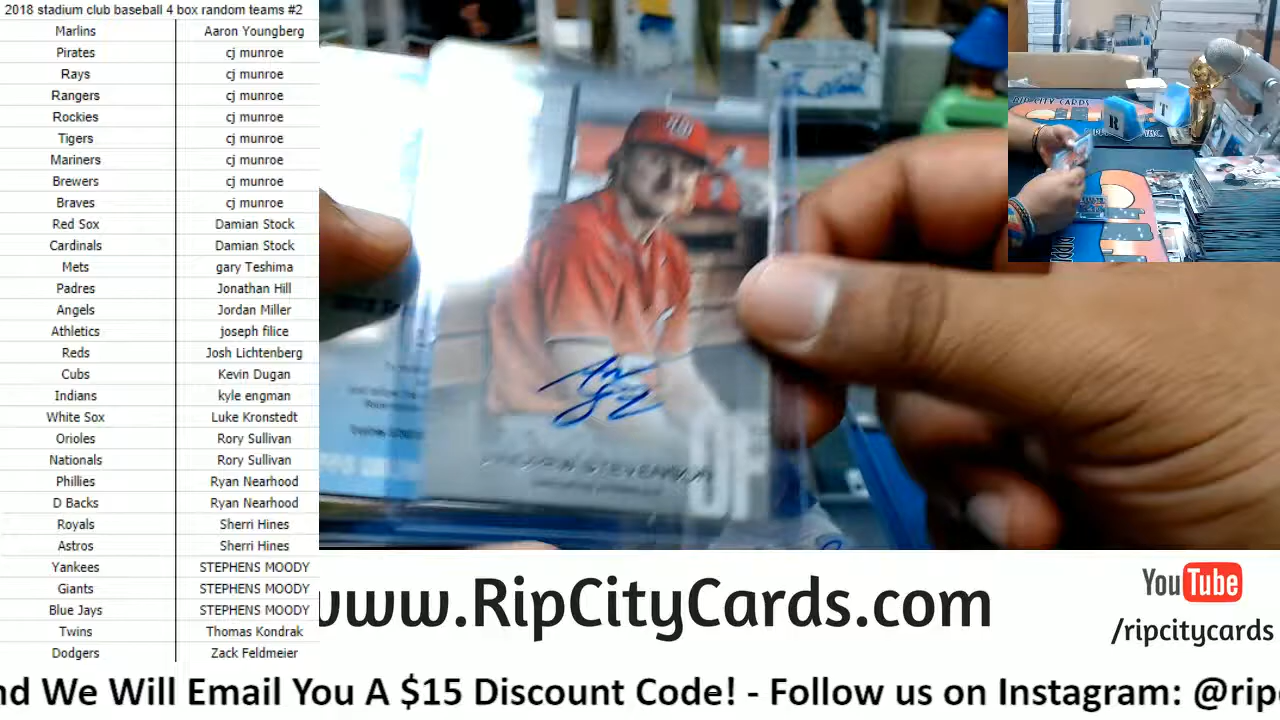 2018 stadium club baseball 4 box random teams #2
Marlins Aaron Youngberg
Pirates cj munroe
Rays cj munroe
Rangers cj munroe
Rockies cj munroe
Tigers cj munroe
Mariners cj munroe
Brewers cj munroe
Braves cj munroe
Red Sox Damian Stock
Cardinals Damian Stock
Mets gary Teshima
Padres Jonathan Hill
Angels Jordan Miller
Athletics joseph filice
Reds Josh Lichtenberg
Cubs Kevin Dugan
Indians kyle engman
White Sox Luke Kronstedt
Orioles Rory Sullivan
Nationals Rory Sullivan
Phillies Ryan Nearhood
D Backs Ryan Nearhood
Royals Sherri Hines
Astros Sherri Hines
Yankees STEPHENS MOODY
Giants STEPHENS MOODY
Blue Jays STEPHENS MOODY
Twins Thomas Kondrak
Dodgers Zack Feldmeier
STEVENSON
OF
RIP CITY CARDS
R T
www.RipCityCards.com
YouTube
/ripcitycards
nd We Will Email You A $15 Discount Code! - Follow us on Instagram: @ripc